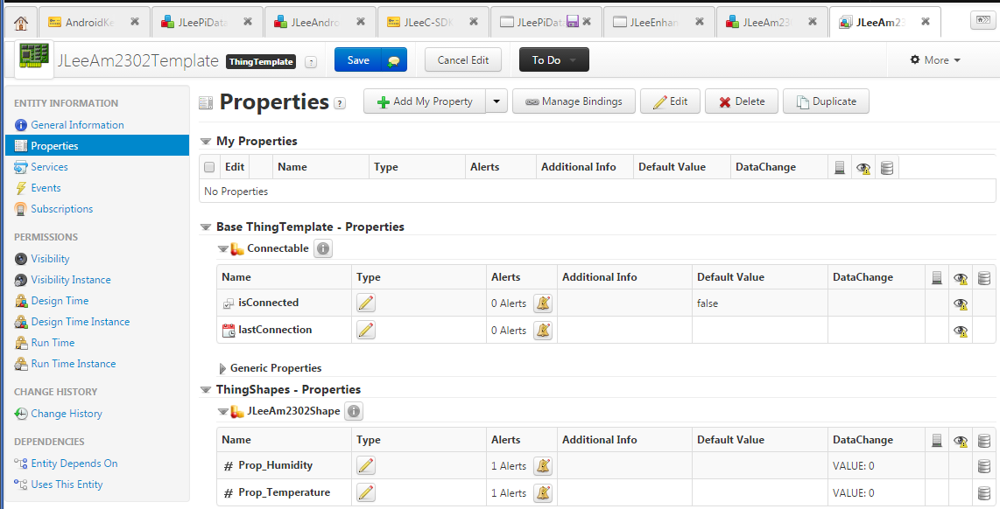 AndroidKe
JLeePiData
JLeeAndro
JLeeC-SDK
JLeePiData
JLeeEnhan
JLeeAm23
JLeeAm23
JLeeAm2302Template ThingTemplate ?
Save Cancel Edit To Do More
ENTITY INFORMATION
General Information
Properties
Services
Events
Subscriptions
PERMISSIONS
Visibility
Visibility Instance
Design Time
Design Time Instance
Run Time
Run Time Instance
CHANGE HISTORY
Change History
DEPENDENCIES
Entity Depends On
Uses This Entity
Properties ? Add My Property Manage Bindings Edit Delete Duplicate
My Properties
Edit Name Type Alerts Additional Info Default Value DataChange
No Properties
Base ThingTemplate - Properties
Connectable
Name Type Alerts Additional Info Default Value DataChange
isConnected 0 Alerts false
lastConnection 0 Alerts
Generic Properties
ThingShapes - Properties
JLeeAm2302Shape
Name Type Alerts Additional Info Default Value DataChange
# Prop_Humidity 1 Alerts VALUE: 0
# Prop_Temperature 1 Alerts VALUE: 0